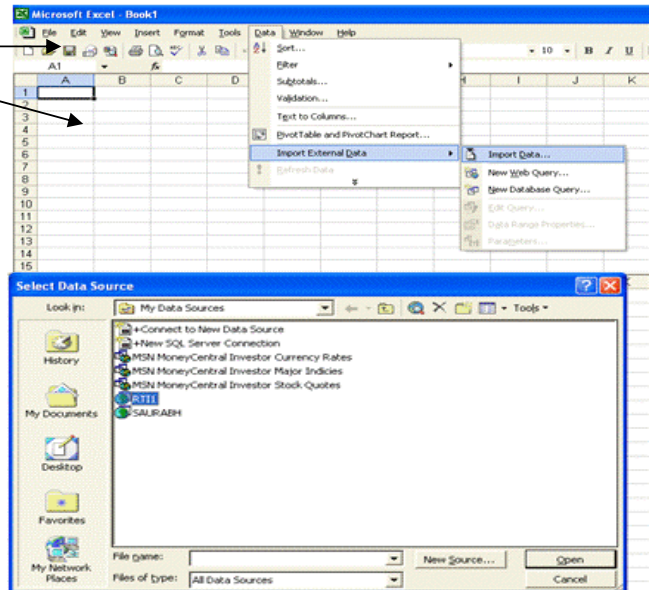 Microsoft Excel - Book1
File Edit View Insert Format Tools Data Window Help
10 B I U
A1 fx
A B C D H I J K
1
2
3
4
5
6
7
8
9
10
11
12
13
14
15
Sort...
Filter
Subtotals...
Validation...
Text to Columns...
PivotTable and PivotChart Report...
Import External Data
Refresh Data
Import Data...
New Web Query...
New Database Query...
Edit Query...
Data Range Properties...
Parameters...
Select Data Source
Look in: My Data Sources Tools
History
My Documents
Desktop
Favorites
My Network Places
+Connect to New Data Source
+New SQL Server Connection
MSN MoneyCentral Investor Currency Rates
MSN MoneyCentral Investor Major Indicies
MSN MoneyCentral Investor Stock Quotes
SAURABH
File name: New Source... Open
Files of type: All Data Sources Cancel